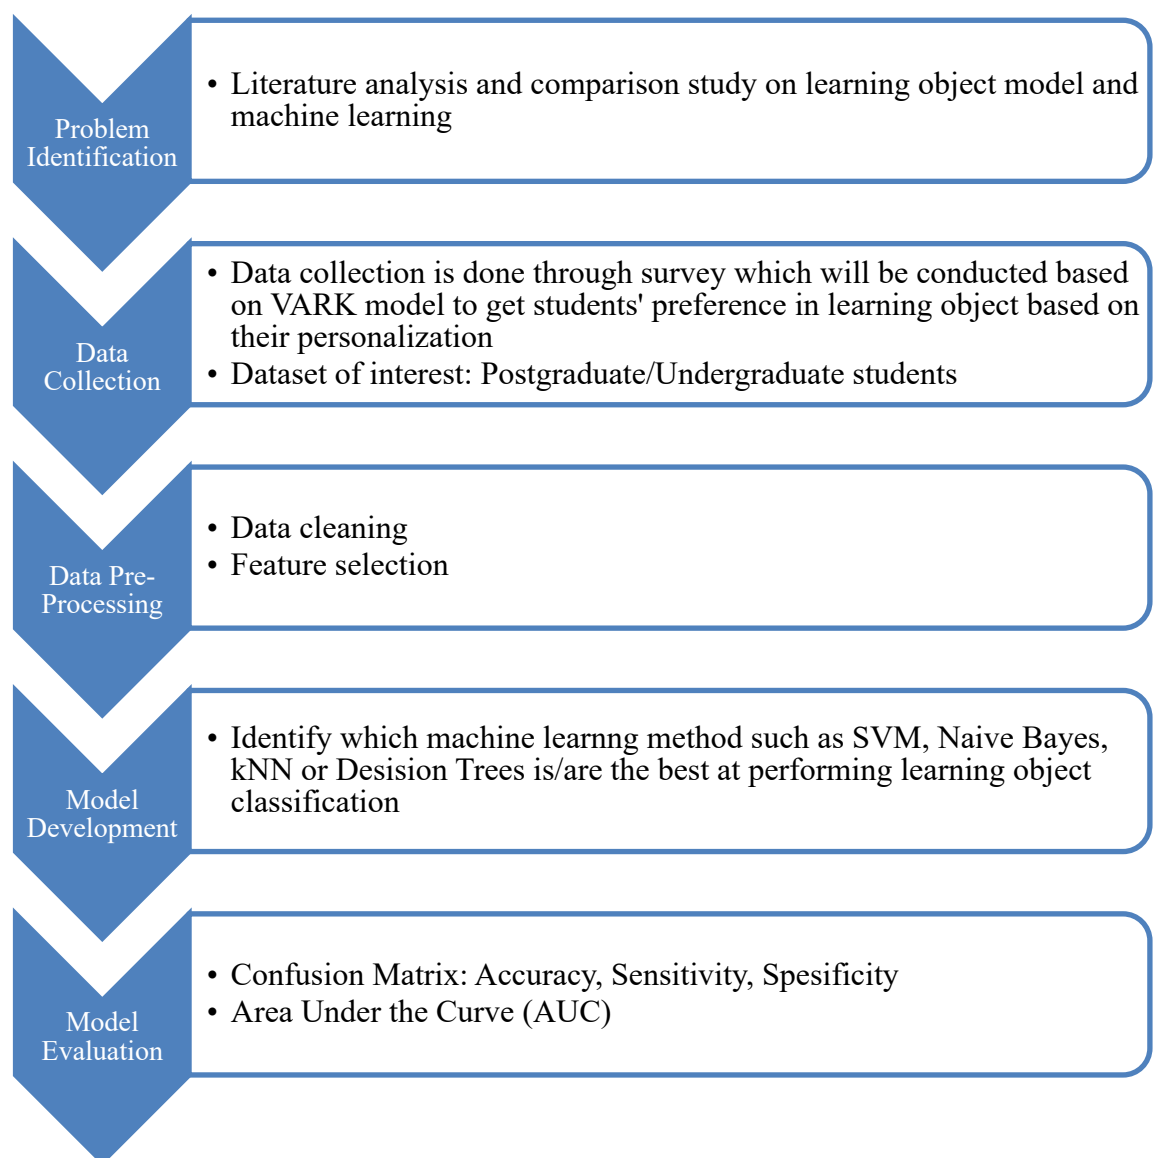 Problem
Identification
• Literature analysis and comparison study on learning object model and
machine learning
Data
Collection
• Data collection is done through survey which will be conducted based
on VARK model to get students' preference in learning object based on
their personalization
• Dataset of interest: Postgraduate/Undergraduate students
Data Pre-
Processing
• Data cleaning
• Feature selection
Model
Development
• Identify which machine learnng method such as SVM, Naive Bayes,
kNN or Desision Trees is/are the best at performing learning object
classification
Model
Evaluation
• Confusion Matrix: Accuracy, Sensitivity, Spesificity
• Area Under the Curve (AUC)